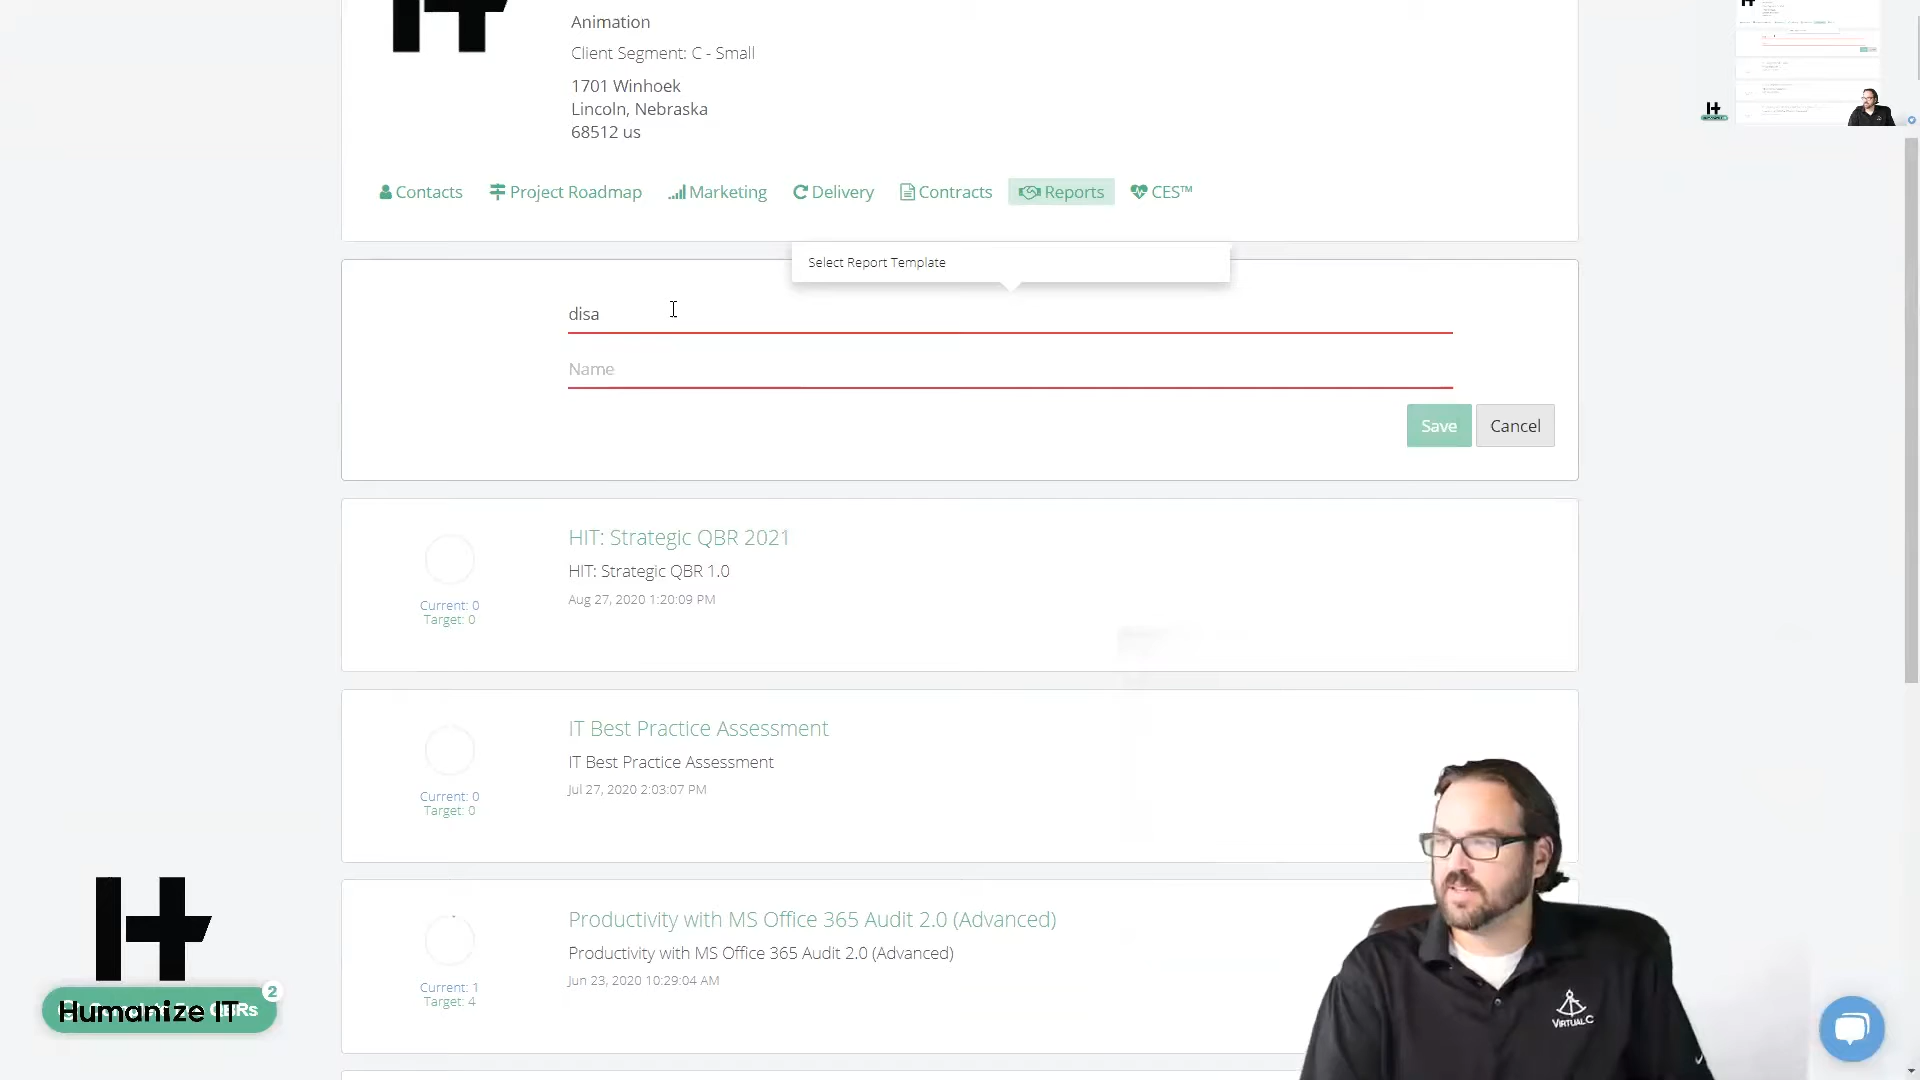 Animation
Client Segment: C - Small
1701 Winhoek
Lincoln, Nebraska
68512 us
Contacts
Project Roadmap
Marketing
Delivery
Contracts
Reports
CES™
Select Report Template
disa
Name
Save
Cancel
HIT: Strategic QBR 2021
HIT: Strategic QBR 1.0
Aug 27, 2020 1:20:09 PM
Current: 0
Target: 0
IT Best Practice Assessment
IT Best Practice Assessment
Jul 27, 2020 2:03:07 PM
Current: 0
Target: 0
Productivity with MS Office 365 Audit 2.0 (Advanced)
Productivity with MS Office 365 Audit 2.0 (Advanced)
Jun 23, 2020 10:29:04 AM
Current: 1
Target: 4
2
Humanize IT
QBRs
VIRTUALC